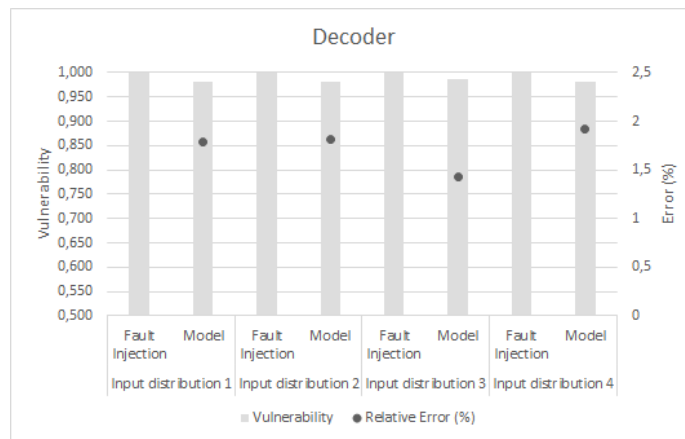 Decoder
Vulnerability
1,000
0,950
0,900
0,850
0,800
0,750
0,700
0,650
0,600
0,550
0,500
2,5
2
1,5
1
0,5
0
Error (%)
Fault Injection Model Fault Injection Model Fault Injection Model Fault Injection Model
Input distribution 1 Input distribution 2 Input distribution 3 Input distribution 4
Vulnerability Relative Error (%)